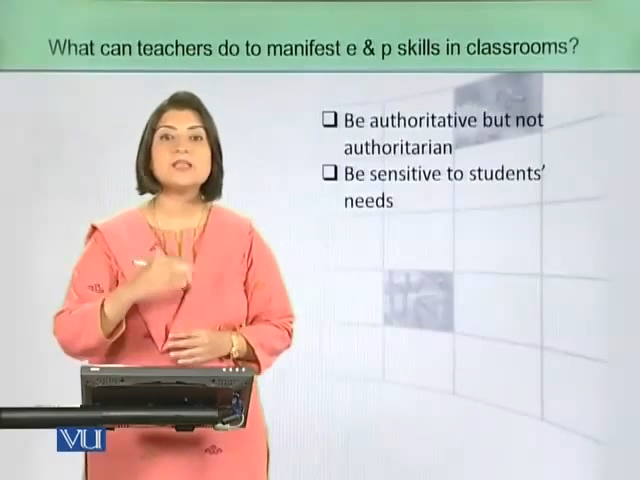 What can teachers do to manifest e & p skills in classrooms?
❑ Be authoritative but not
authoritarian
❑ Be sensitive to students'
needs
VU